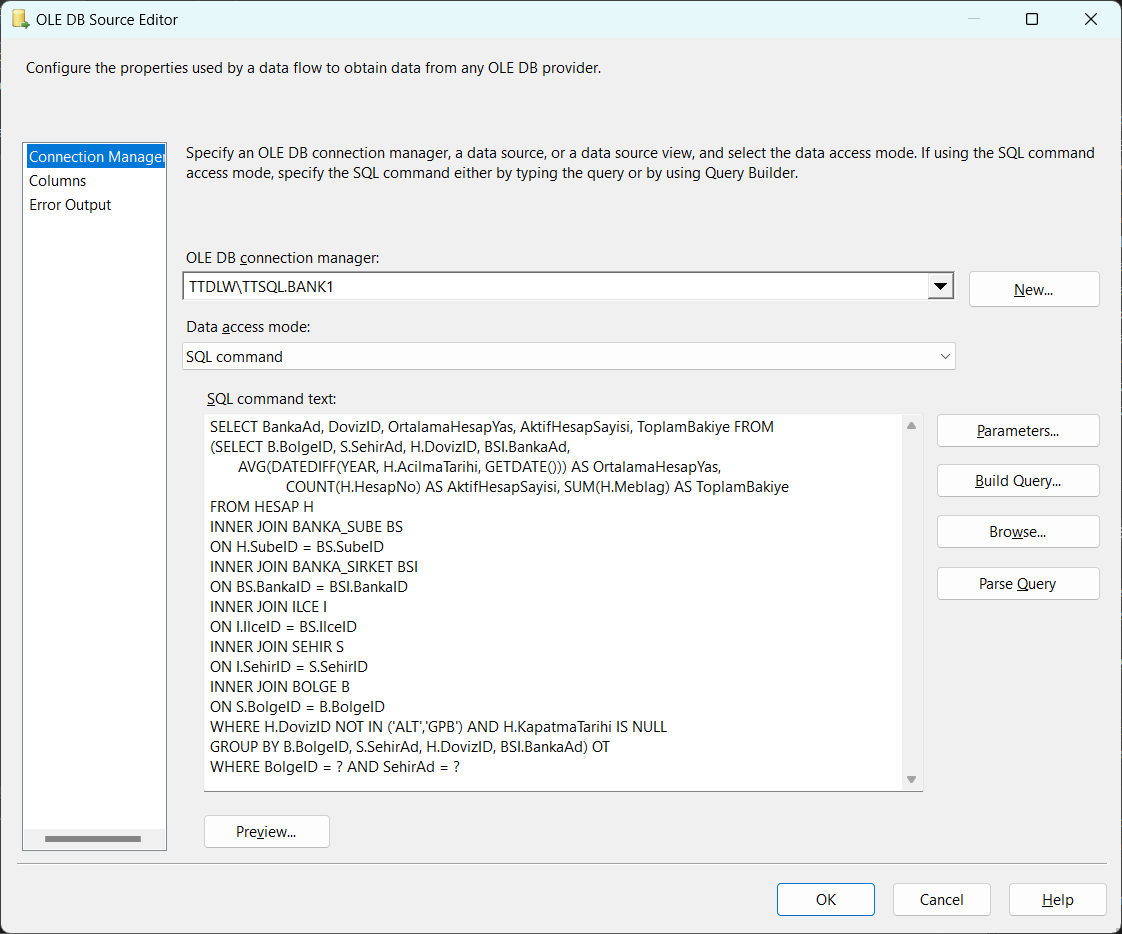 OLE DB Source Editor
Configure the properties used by a data flow to obtain data from any OLE DB provider.
Connection Manager
Columns
Error Output
Specify an OLE DB connection manager, a data source, or a data source view, and select the data access mode. If using the SQL command
access mode, specify the SQL command either by typing the query or by using Query Builder.
OLE DB connection manager:
TTDLW\TTSQL.BANK1
New...
Data access mode:
SQL command
SQL command text:
SELECT BankaAd, DovizID, OrtalamaHesapYas, AktifHesapSayisi, ToplamBakiye FROM
(SELECT B.BolgeID, S.SehirAd, H.DovizID, BSI.BankaAd,
AVG(DATEDIFF(YEAR, H.AcilmaTarihi, GETDATE())) AS OrtalamaHesapYas,
COUNT(H.HesapNo) AS AktifHesapSayisi, SUM(H.Meblag) AS ToplamBakiye
FROM HESAP H
INNER JOIN BANKA_SUBE BS
ON H.SubeID = BS.SubeID
INNER JOIN BANKA_SIRKET BSI
ON BS.BankaID = BSI.BankaID
INNER JOIN ILCE I
ON I.IlceID = BS.IlceID
INNER JOIN SEHIR S
ON I.SehirID = S.SehirID
INNER JOIN BOLGE B
ON S.BolgeID = B.BolgeID
WHERE H.DovizID NOT IN ('ALT','GPB') AND H.KapatmaTarihi IS NULL
GROUP BY B.BolgeID, S.SehirAd, H.DovizID, BSI.BankaAd) OT
WHERE BolgeID = ? AND SehirAd = ?
Parameters...
Build Query...
Browse...
Parse Query
Preview...
OK
Cancel
Help